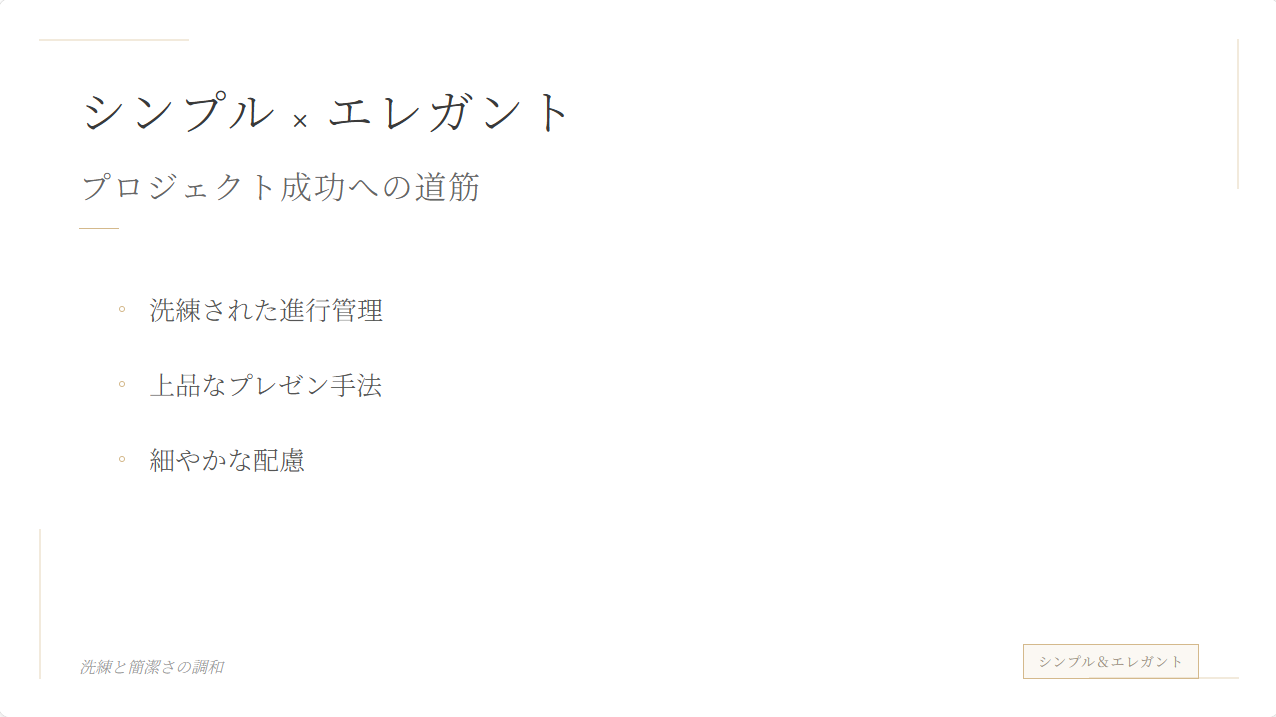 シンプル × エレガント
プロジェクト成功への道筋
洗練された進行管理
上品なプレゼン手法
細やかな配慮
洗練と簡潔さの調和
シンプル＆エレガント